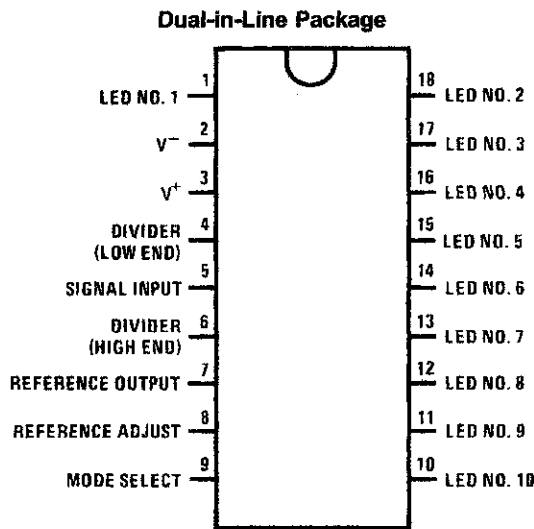 Dual-in-Line Package
LED NO. 1 1
18 LED NO. 2
V⁻ 2
17 LED NO. 3
V⁺ 3
16 LED NO. 4
DIVIDER
(LOW END) 4
15 LED NO. 5
SIGNAL INPUT 5
14 LED NO. 6
DIVIDER
(HIGH END) 6
13 LED NO. 7
REFERENCE OUTPUT 7
12 LED NO. 8
REFERENCE ADJUST 8
11 LED NO. 9
MODE SELECT 9
10 LED NO. 10